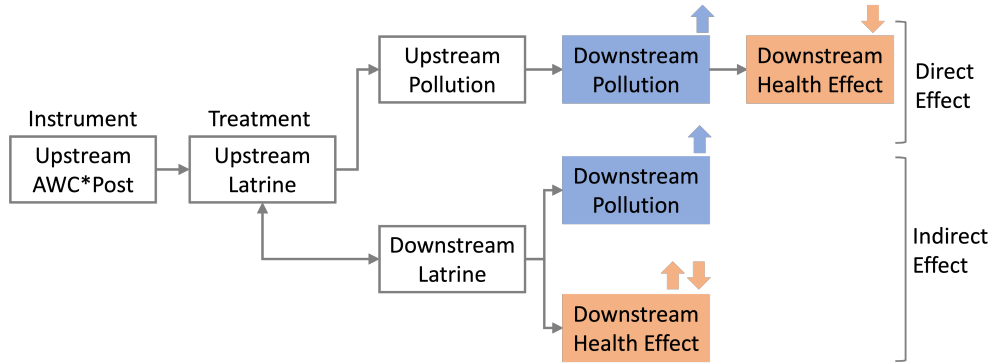 Instrument
Upstream
AWC*Post
Treatment
Upstream
Latrine
Upstream
Pollution
Downstream
Pollution
Downstream
Health Effect
Direct
Effect
Downstream
Latrine
Downstream
Pollution
Downstream
Health Effect
Indirect
Effect